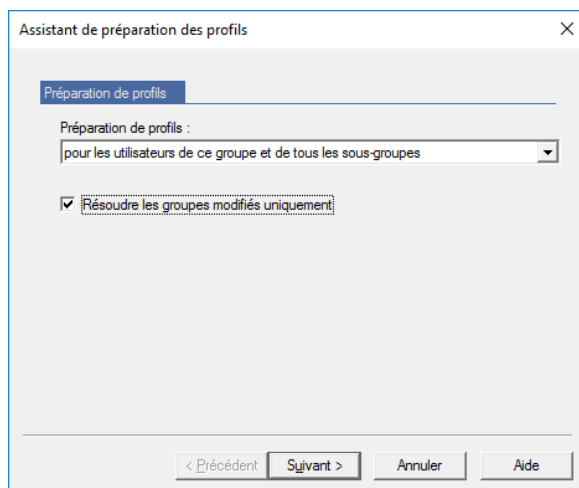 Assistant de préparation des profils
Préparation de profils
Préparation de profils :
pour les utilisateurs de ce groupe et de tous les sous-groupes
Résoudre les groupes modifiés uniquement
< Précédent
Suivant >
Annuler
Aide